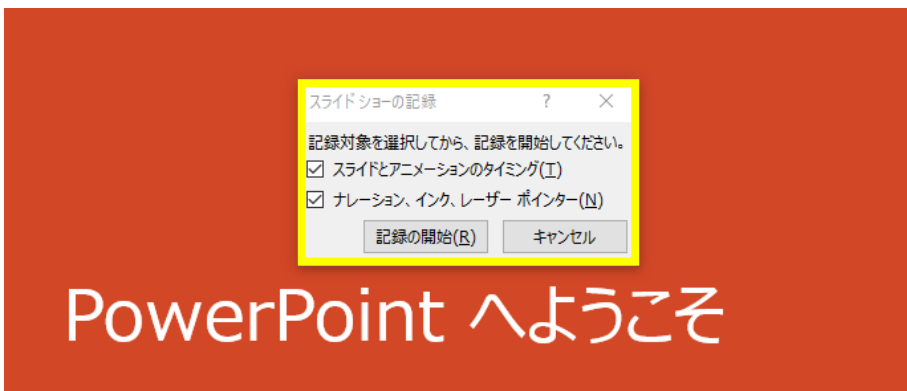 スライド ショーの記録 ? ×
記録対象を選択してから、記録を開始してください。
スライドとアニメーションのタイミング(T)
ナレーション、インク、レーザー ポインター(N)
記録の開始(R) キャンセル
PowerPoint へようこそ